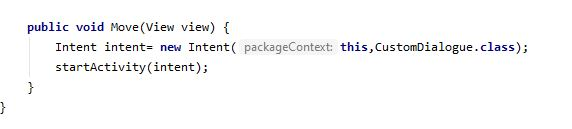 public void Move(View view) {
Intent intent= new Intent( packageContext: this,CustomDialogue.class);
startActivity(intent);
}
}